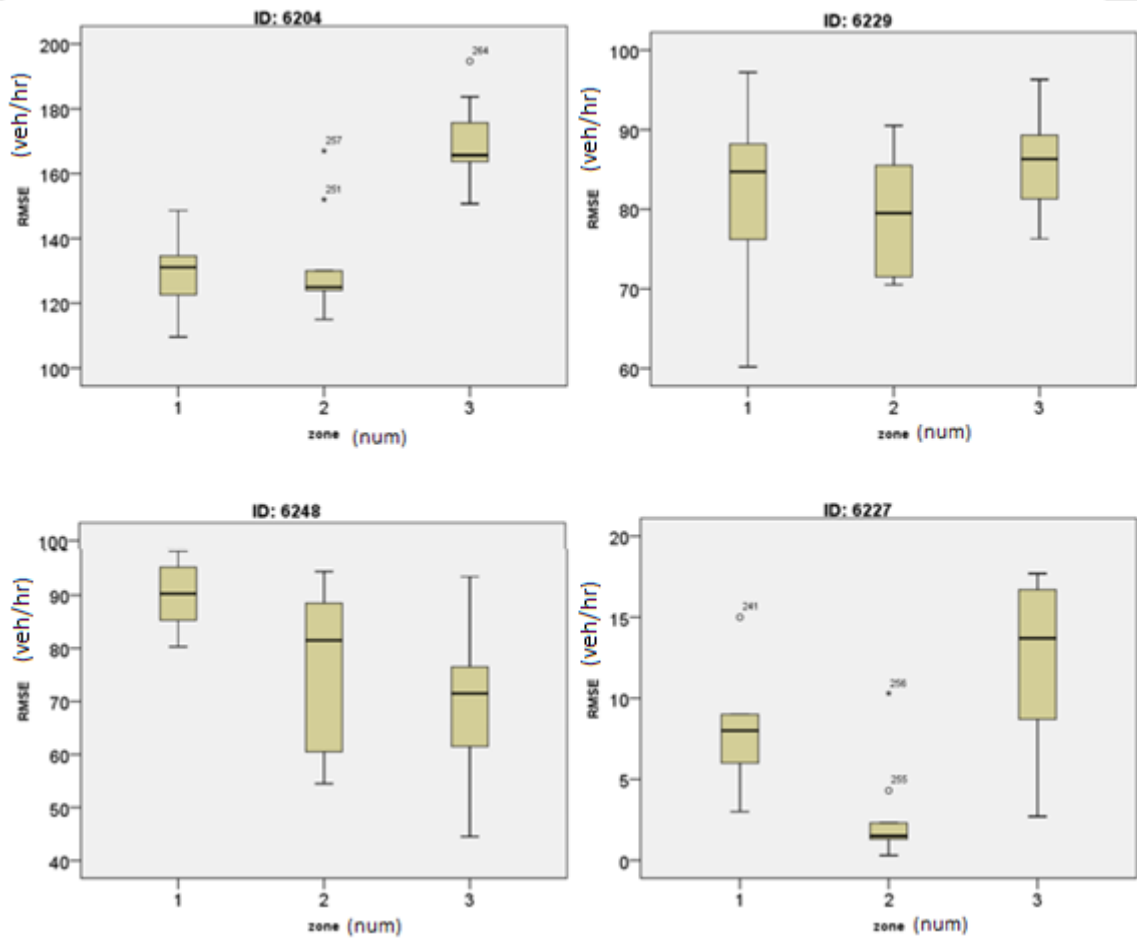 ID: 6204
200
180
160
140
120
100
RMSE (veh/hr)
264
257
251
1 2 3
zone (num)
ID: 6229
100
90
80
70
60
RMSE (veh/hr)
1 2 3
zone (num)
ID: 6248
100
90
80
70
60
50
40
RMSE (veh/hr)
1 2 3
zone (num)
ID: 6227
20
15
10
5
0
RMSE (veh/hr)
241
256
255
1 2 3
zone (num)